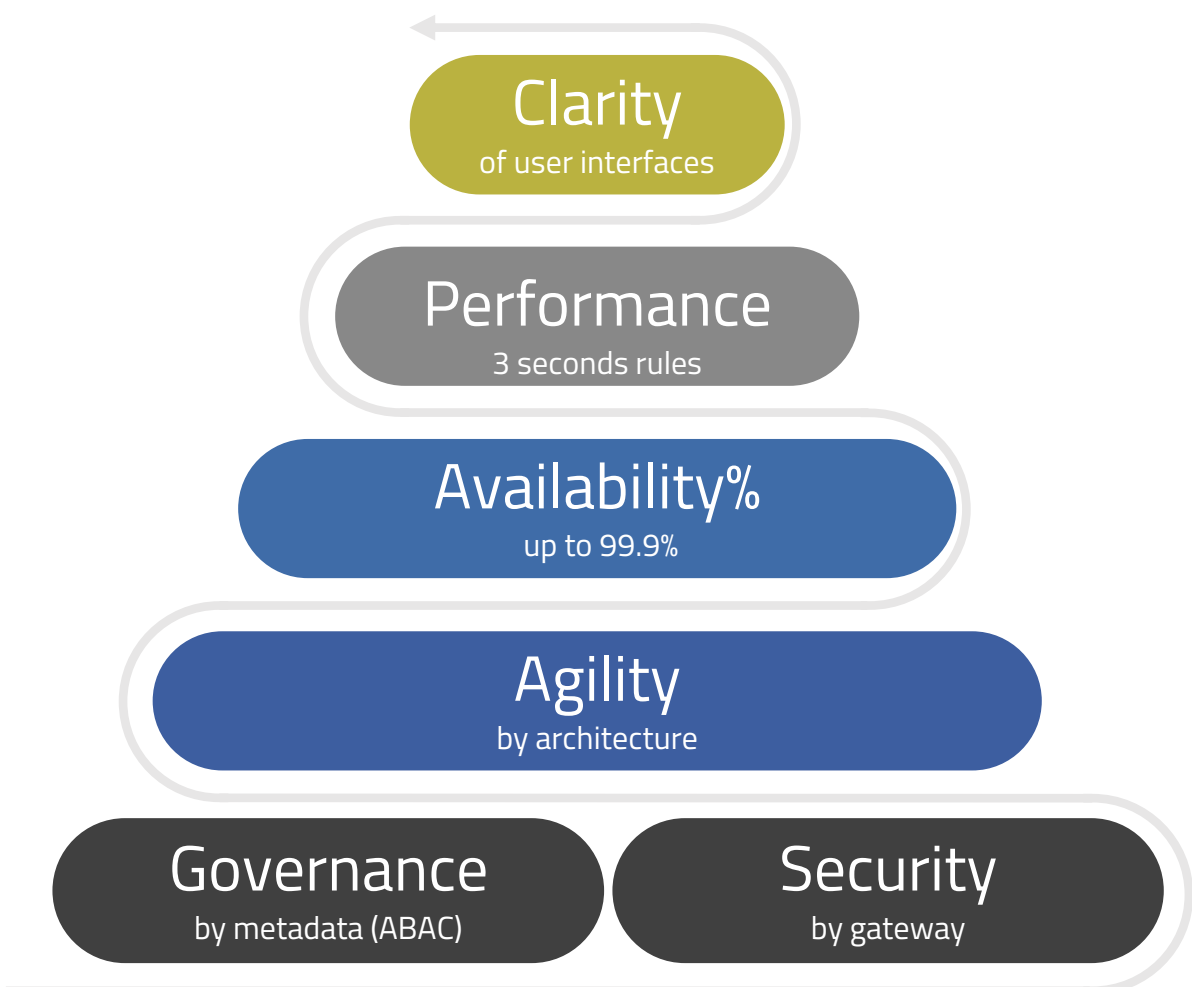 Clarity
of user interfaces
Performance
3 seconds rules
Availability%
up to 99.9%
Agility
by architecture
Governance
by metadata (ABAC)
Security
by gateway